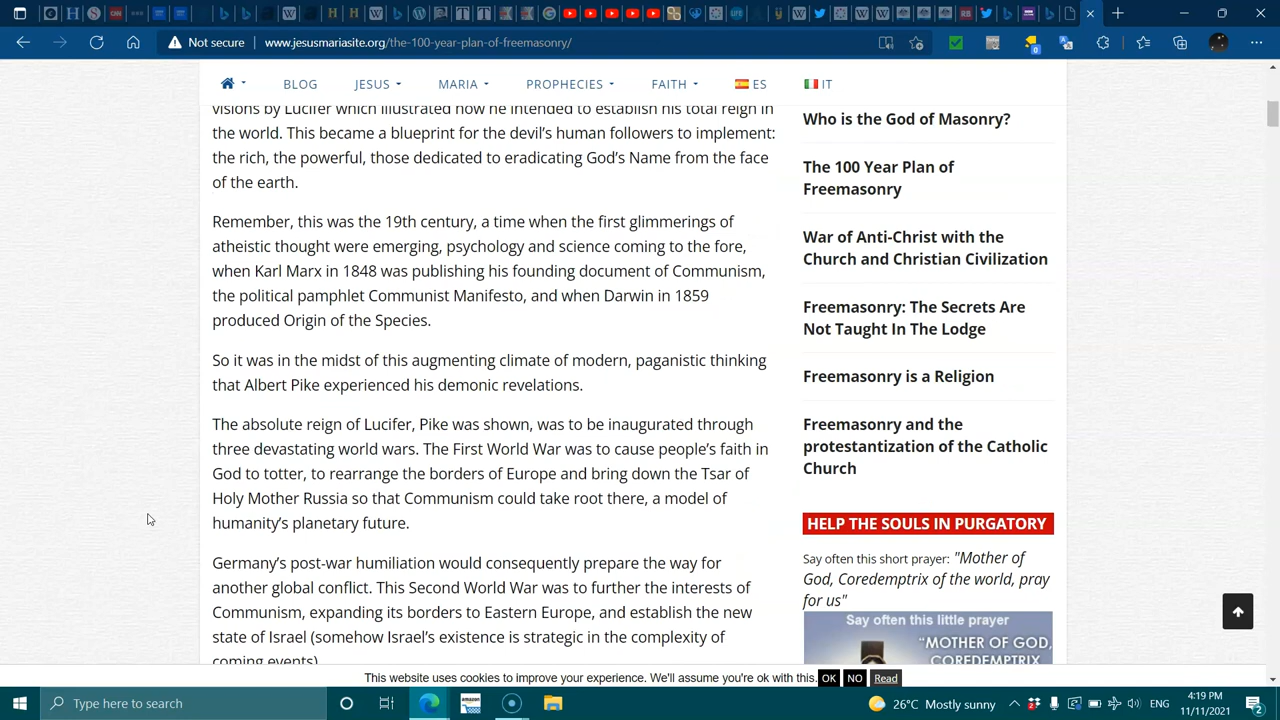 Not secure
www.jesusmariasite.org/the-100-year-plan-of-freemasonry/
BLOG
JESUS
MARIA
PROPHECIES
FAITH
ES
IT
visions by Lucifer which illustrated how he intended to establish his total reign in
the world. This became a blueprint for the devil’s human followers to implement:
the rich, the powerful, those dedicated to eradicating God’s Name from the face
of the earth.
Remember, this was the 19th century, a time when the first glimmerings of
atheistic thought were emerging, psychology and science coming to the fore,
when Karl Marx in 1848 was publishing his founding document of Communism,
the political pamphlet Communist Manifesto, and when Darwin in 1859
produced Origin of the Species.
So it was in the midst of this augmenting climate of modern, paganistic thinking
that Albert Pike experienced his demonic revelations.
The absolute reign of Lucifer, Pike was shown, was to be inaugurated through
three devastating world wars. The First World War was to cause people’s faith in
God to totter, to rearrange the borders of Europe and bring down the Tsar of
Holy Mother Russia so that Communism could take root there, a model of
humanity’s planetary future.
Germany’s post-war humiliation would consequently prepare the way for
another global conflict. This Second World War was to further the interests of
Communism, expanding its borders to Eastern Europe, and establish the new
state of Israel (somehow Israel’s existence is strategic in the complexity of
coming events)
Who is the God of Masonry?
The 100 Year Plan of
Freemasonry
War of Anti-Christ with the
Church and Christian Civilization
Freemasonry: The Secrets Are
Not Taught In The Lodge
Freemasonry is a Religion
Freemasonry and the
protestantization of the Catholic
Church
HELP THE SOULS IN PURGATORY
Say often this short prayer: "Mother of
God, Coredemptrix of the world, pray
for us"
Say often this little prayer
“MOTHER OF GOD,
COREDEMPTRIX
This website uses cookies to improve your experience. We'll assume you're ok with this. OK NO Read
Type here to search
amazon
26°C Mostly sunny
ENG
4:19 PM
11/11/2021
2